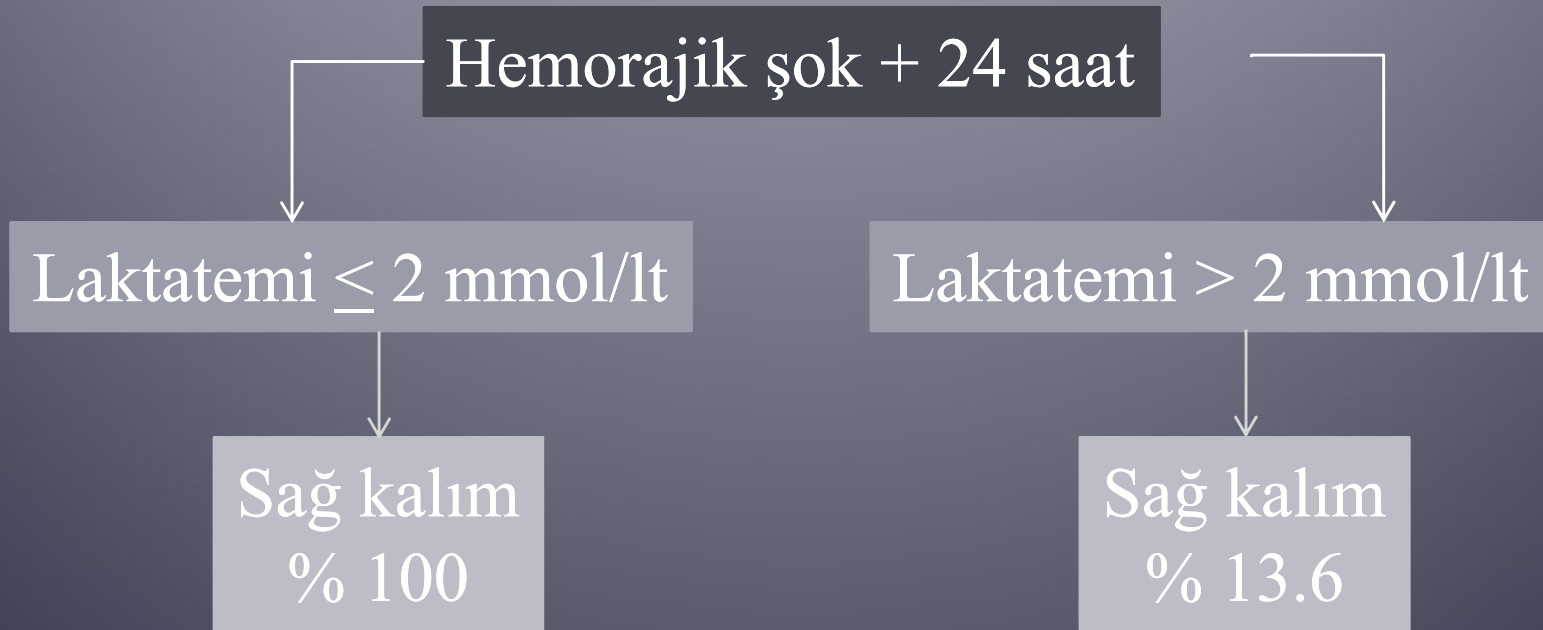 Hemorajik şok + 24 saat
Laktatemi ≤ 2 mmol/lt
Laktatemi > 2 mmol/lt
Sağ kalım
% 100
Sağ kalım
% 13.6